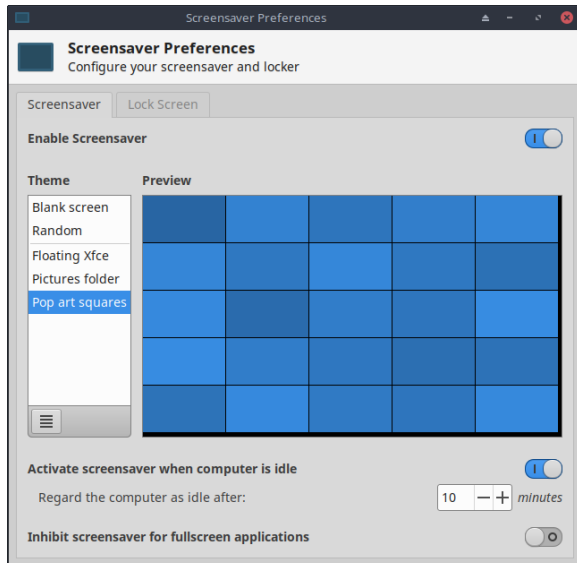 Screensaver Preferences
Screensaver Preferences
Configure your screensaver and locker
Screensaver Lock Screen
Enable Screensaver
Theme Preview
Blank screen
Random
Floating Xfce
Pictures folder
Pop art squares
Activate screensaver when computer is idle
Regard the computer as idle after: 10 minutes
Inhibit screensaver for fullscreen applications